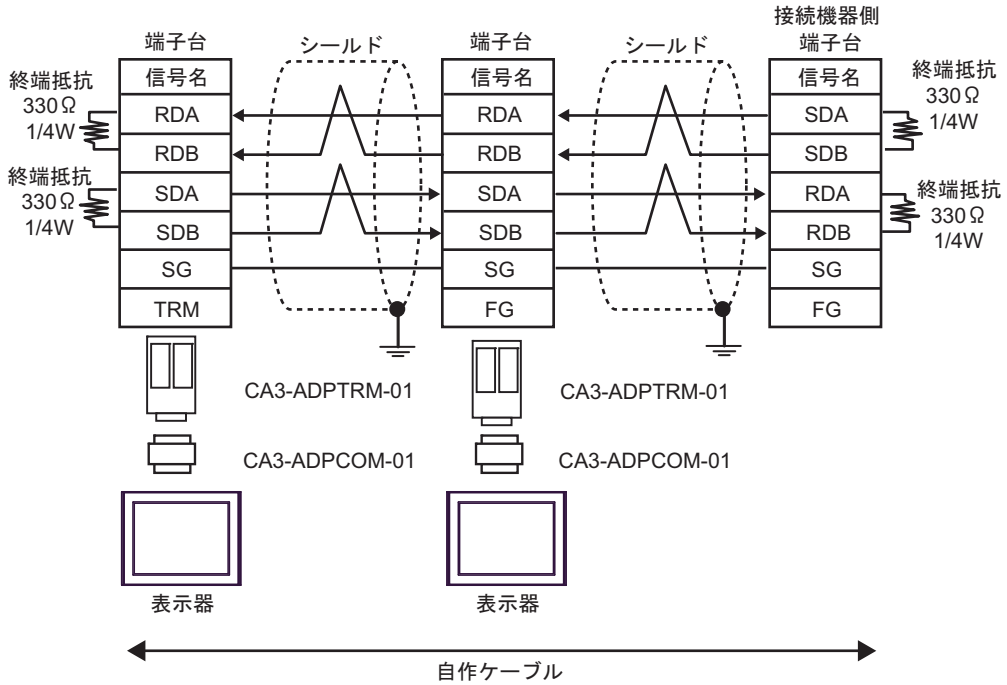 接続機器側
端子台
シールド
端子台
シールド
端子台
終端抵抗
330Ω
1/4W
信号名
RDA
RDB
SDA
SDB
SG
TRM
終端抵抗
330Ω
1/4W
信号名
RDA
RDB
SDA
SDB
SG
FG
信号名
SDA
SDB
RDA
RDB
SG
FG
終端抵抗
330Ω
1/4W
終端抵抗
330Ω
1/4W
CA3-ADPTRM-01
CA3-ADPTRM-01
CA3-ADPCOM-01
CA3-ADPCOM-01
表示器
表示器
自作ケーブル